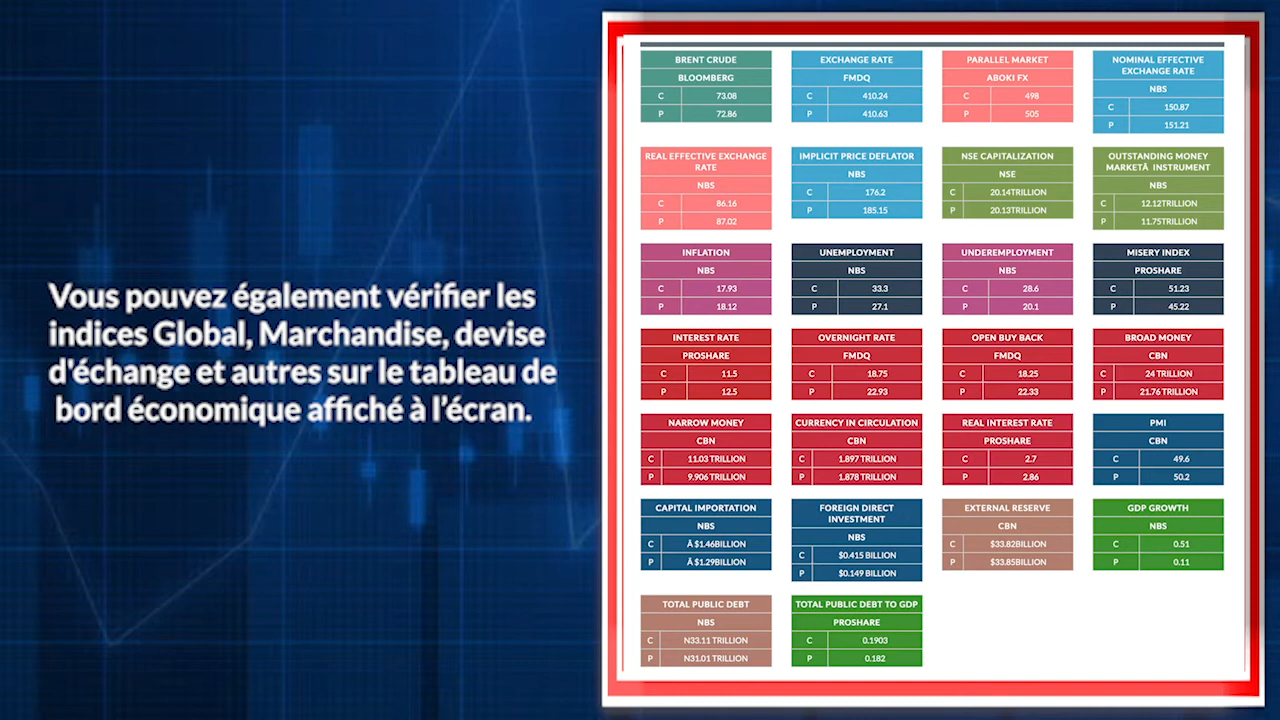 Vous pouvez également vérifier les
indices Global, Marchandise, devise
d'échange et autres sur le tableau de
bord économique affiché à l'écran.
BRENT CRUDE
BLOOMBERG
C 73.08
P 72.86
EXCHANGE RATE
FMDQ
C 410.24
P 410.63
PARALLEL MARKET
ABOKI FX
C 498
P 505
NOMINAL EFFECTIVE
EXCHANGE RATE
NBS
C 150.87
P 151.21
REAL EFFECTIVE EXCHANGE
RATE
NBS
C 86.16
P 87.02
IMPLICIT PRICE DEFLATOR
NBS
C 176.2
P 185.15
NSE CAPITALIZATION
NSE
C 20.14TRILLION
P 20.13TRILLION
OUTSTANDING MONEY
MARKETÂ INSTRUMENT
NBS
C 12.12TRILLION
P 11.75TRILLION
INFLATION
NBS
C 17.93
P 18.12
UNEMPLOYMENT
NBS
C 33.3
P 27.1
UNDEREMPLOYMENT
NBS
C 28.6
P 20.1
MISERY INDEX
PROSHARE
C 51.23
P 45.22
INTEREST RATE
PROSHARE
C 11.5
P 12.5
OVERNIGHT RATE
FMDQ
C 18.75
P 22.93
OPEN BUY BACK
FMDQ
C 18.25
P 22.33
BROAD MONEY
CBN
C 24 TRILLION
P 21.76 TRILLION
NARROW MONEY
CBN
C 11.03 TRILLION
P 9.906 TRILLION
CURRENCY IN CIRCULATION
CBN
C 1.897 TRILLION
P 1.878 TRILLION
REAL INTEREST RATE
PROSHARE
C 2.7
P 2.86
PMI
CBN
C 49.6
P 50.2
CAPITAL IMPORTATION
NBS
C Â $1.46BILLION
P Â $1.29BILLION
FOREIGN DIRECT
INVESTMENT
NBS
C $0.415 BILLION
P $0.149 BILLION
EXTERNAL RESERVE
CBN
C $33.82BILLION
P $33.85BILLION
GDP GROWTH
NBS
C 0.51
P 0.11
TOTAL PUBLIC DEBT
NBS
C N33.11 TRILLION
P N31.01 TRILLION
TOTAL PUBLIC DEBT TO GDP
PROSHARE
C 0.1903
P 0.182